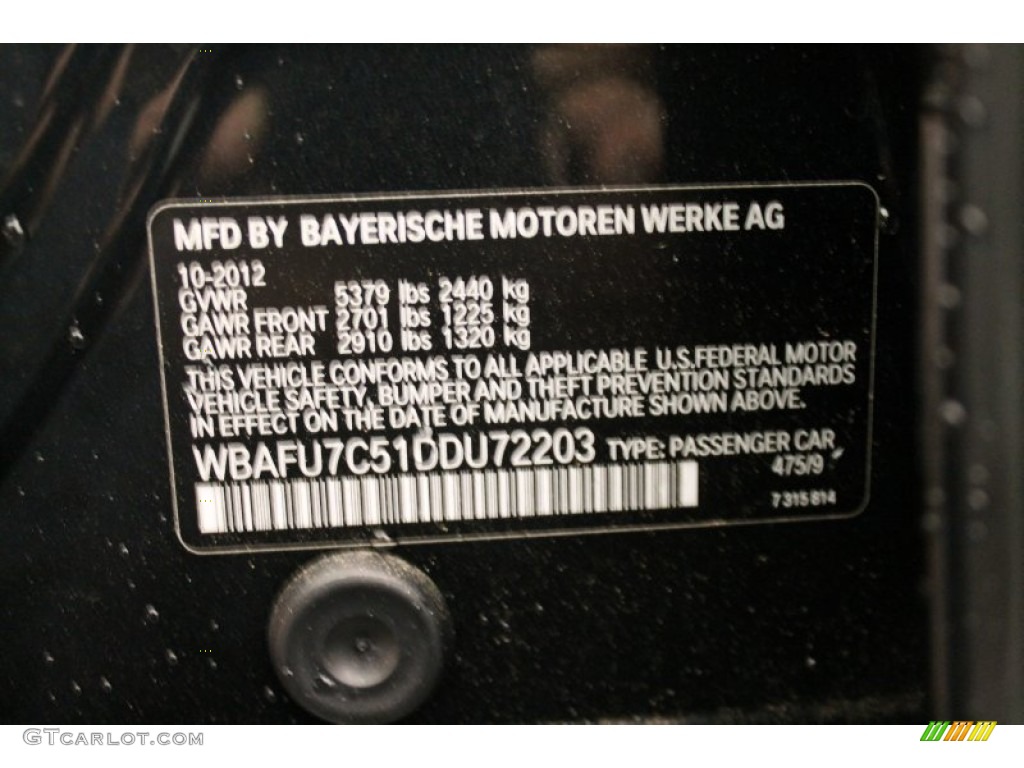 MFD BY BAYERISCHE MOTOREN WERKE AG
10-2012
GVWR 5379 lbs 2440 kg
GAWR FRONT 2701 lbs 1225 kg
GAWR REAR 2910 lbs 1320 kg
THIS VEHICLE CONFORMS TO ALL APPLICABLE U.S.FEDERAL MOTOR
VEHICLE SAFETY, BUMPER AND THEFT PREVENTION STANDARDS
IN EFFECT ON THE DATE OF MANUFACTURE SHOWN ABOVE.
WBAFU7C51DDU72203 TYPE: PASSENGER CAR
475/9
7315814
GTCARLOT.COM